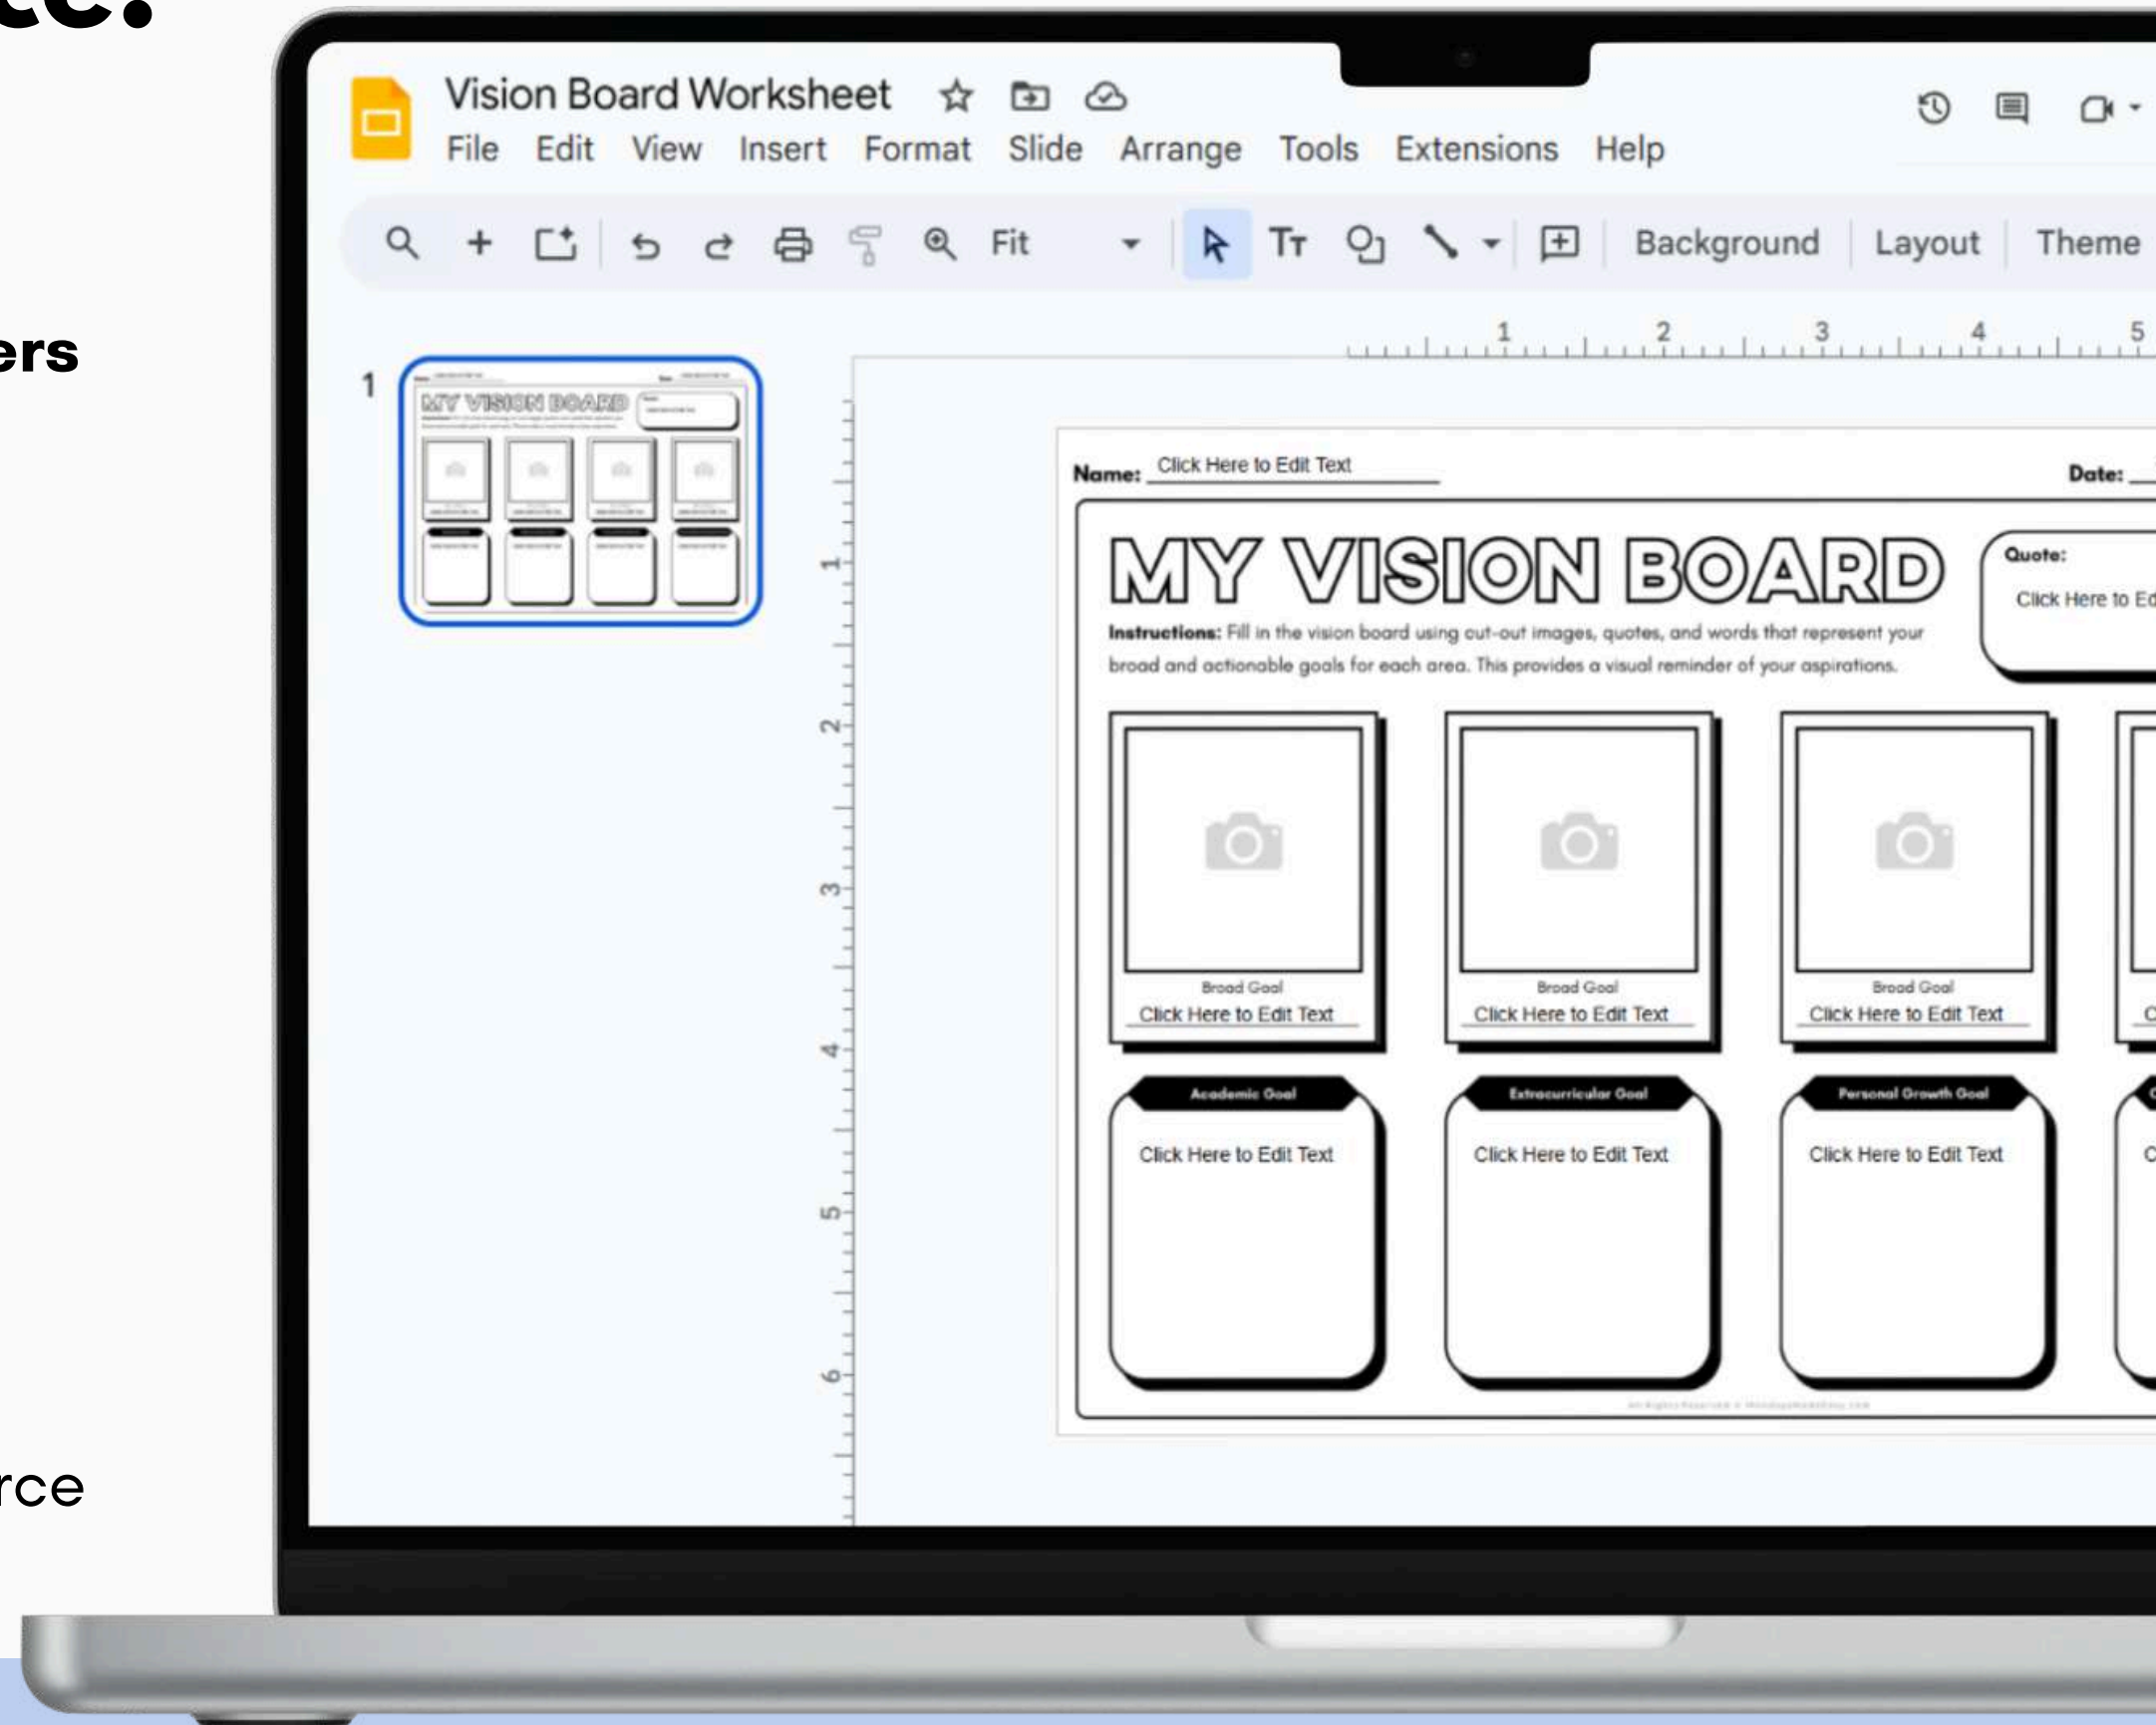 te.
ers
rce
Vision Board Worksheet
File Edit View Insert Format Slide Arrange Tools Extensions Help
Fit Background Layout Theme
1 2 3 4 5
1
1
2
3
4
5
6
Name: Click Here to Edit Text Date:
MY VISION BOARD
Quote:
Click Here to Ed
Instructions: Fill in the vision board using cut-out images, quotes, and words that represent your
broad and actionable goals for each area. This provides a visual reminder of your aspirations.
Broad Goal Broad Goal Broad Goal
Click Here to Edit Text Click Here to Edit Text Click Here to Edit Text C
Academic Goal Extracurricular Goal Personal Growth Goal C
Click Here to Edit Text Click Here to Edit Text Click Here to Edit Text C
MY VISION BOARD